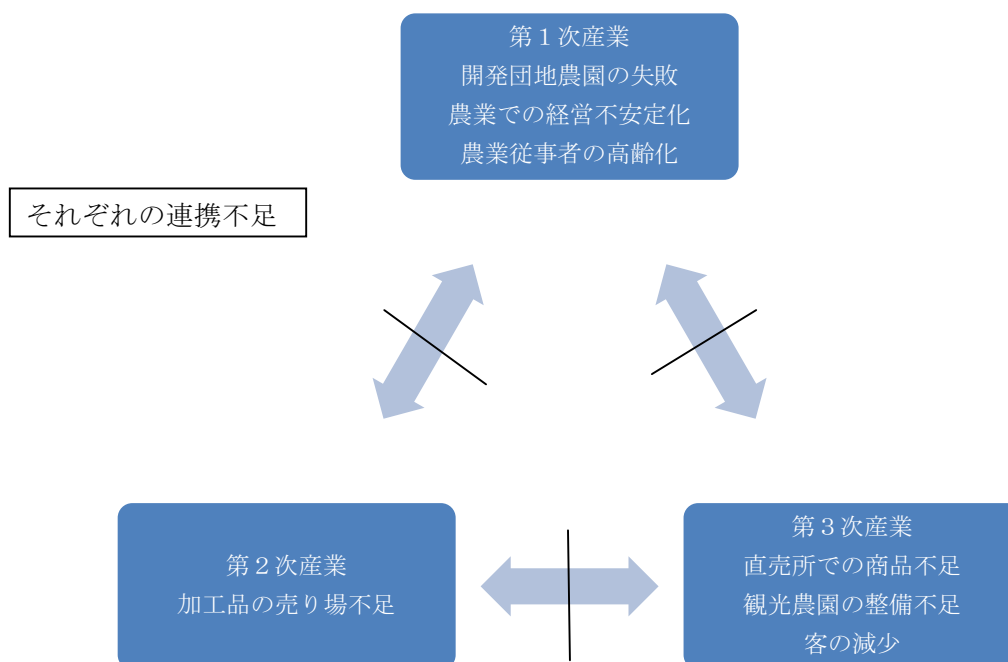 第１次産業
開発団地農園の失敗
農業での経営不安定化
農業従事者の高齢化
それぞれの連携不足
第２次産業
加工品の売り場不足
第３次産業
直売所での商品不足
観光農園の整備不足
客の減少